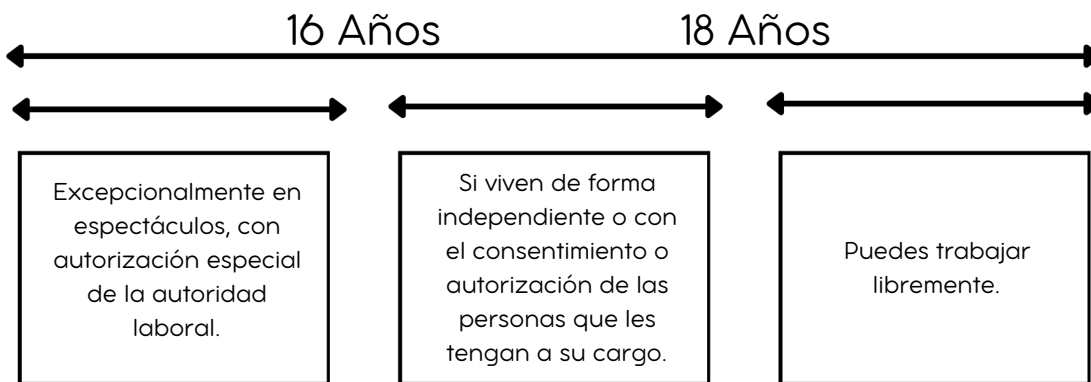 16 Años
18 Años
Excepcionalmente en
espectáculos, con
autorización especial
de la autoridad
laboral.
Si viven de forma
independiente o con
el consentimiento o
autorización de las
personas que les
tengan a su cargo.
Puedes trabajar
libremente.